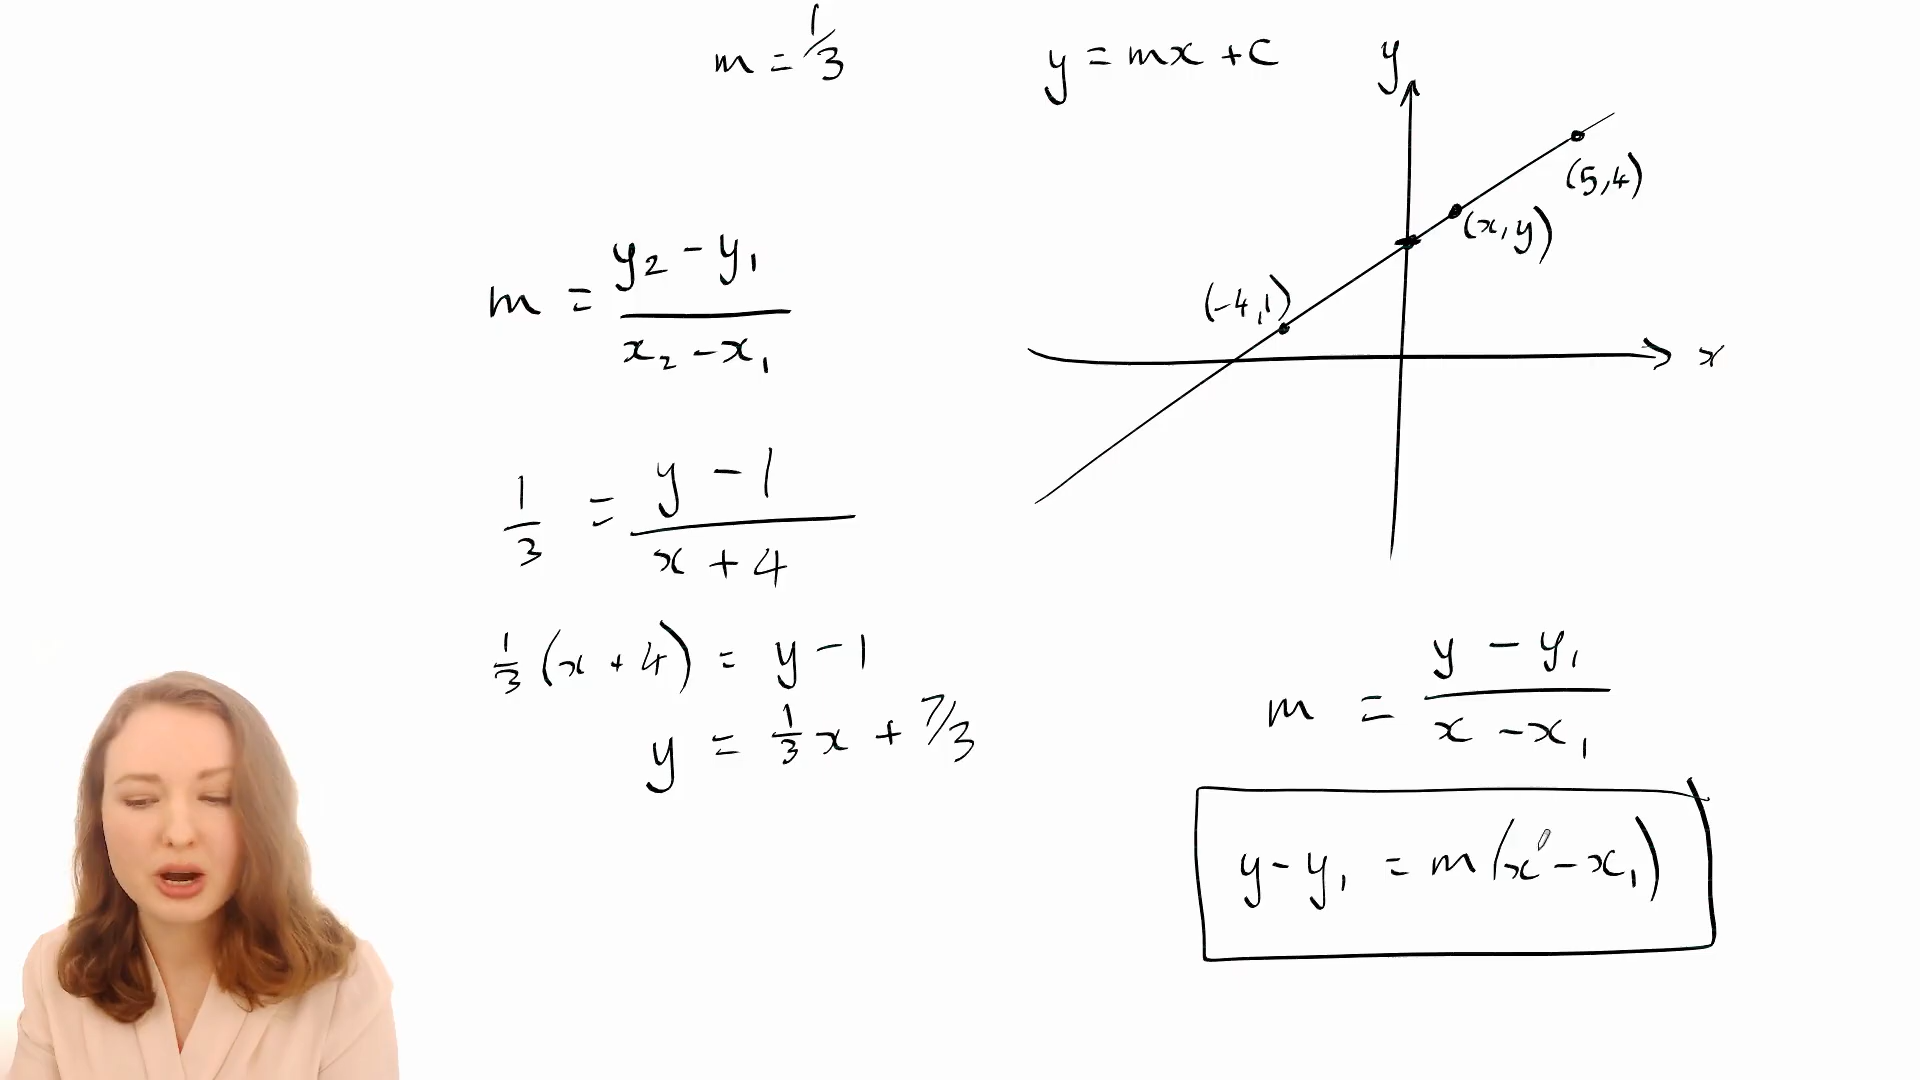 m = 1/3
y = mx + c
y
(5,4)
(x,y)
(-4,1)
x
m = y₂ - y₁ / x₂ - x₁
1/3 = y - 1 / x + 4
1/3 (x + 4) = y - 1
y = 1/3 x + 7/3
m = y - y₁ / x - x₁
y - y₁ = m(x - x₁)